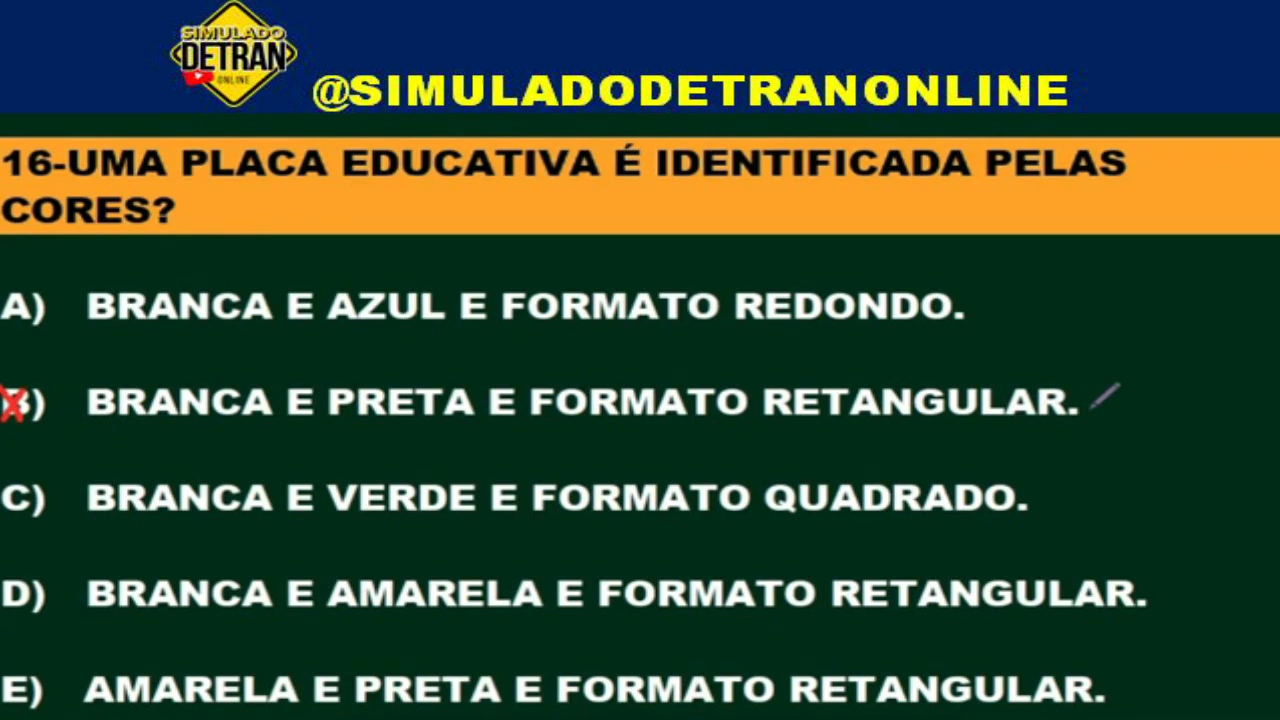 SIMULADO
DETRAN
ONLINE
@SIMULADODETRANONLINE
16-UMA PLACA EDUCATIVA É IDENTIFICADA PELAS
CORES?
A) BRANCA E AZUL E FORMATO REDONDO.
B) BRANCA E PRETA E FORMATO RETANGULAR.
C) BRANCA E VERDE E FORMATO QUADRADO.
D) BRANCA E AMARELA E FORMATO RETANGULAR.
E) AMARELA E PRETA E FORMATO RETANGULAR.